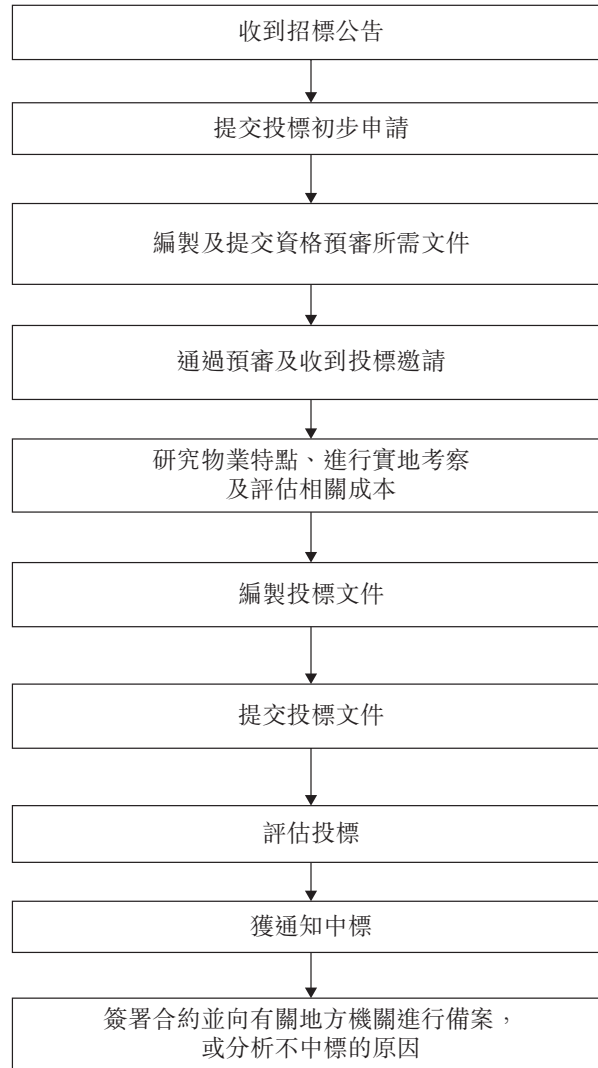 收到招標公告
提交投標初步申請
編製及提交資格預審所需文件
通過預審及收到投標邀請
研究物業特點、進行實地考察
及評估相關成本
編製投標文件
提交投標文件
評估投標
獲通知中標
簽署合約並向有關地方機關進行備案，
或分析不中標的原因